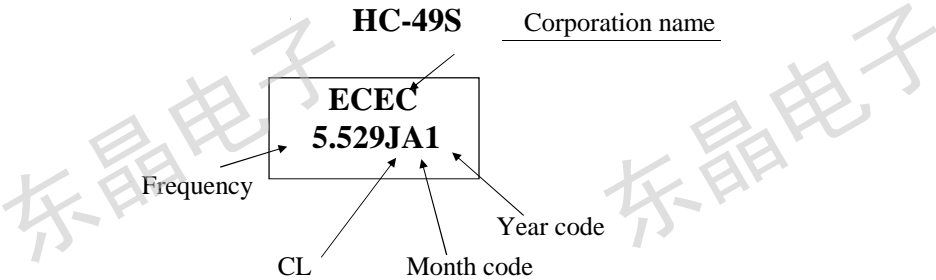 HC-49S
Corporation name
ECEC
5.529JA1
Frequency
Year code
CL
Month code
东晶电子
东晶电子